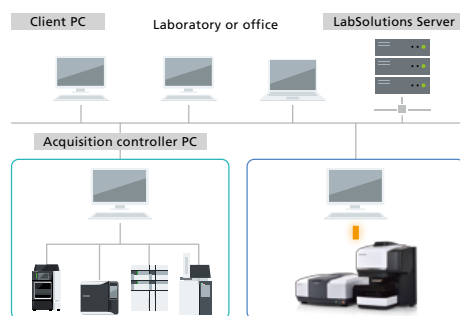 Client PC
Laboratory or office
LabSolutions Server
Acquisition controller PC